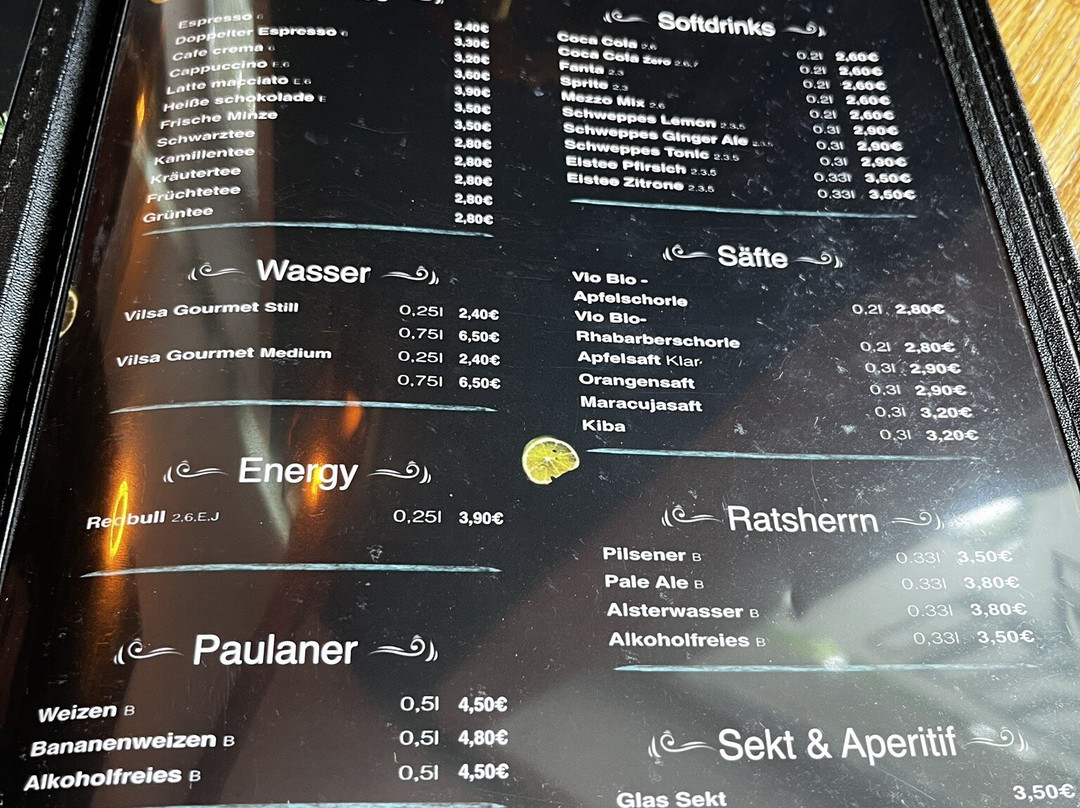 Espresso 6 2,40€
Doppelter Espresso 6 3,30€
Cafe crema 6 3,20€
Cappuccino E,6 3,60€
Latte macciato E,6 3,90€
Heiße schokolade E 3,50€
Frische Minze 3,50€
Schwarztee 2,80€
Kamillentee 2,80€
Kräutertee 2,80€
Früchtetee 2,80€
Grüntee 2,80€
Wasser
Vilsa Gourmet Still 0,25l 2,40€
0,75l 6,50€
Vilsa Gourmet Medium 0,25l 2,40€
0,75l 6,50€
Energy
Redbull 2.6.E.J 0,25l 3,90€
Paulaner
Weizen B 0,5l 4,50€
Bananenweizen B 0,5l 4,80€
Alkoholfreies B 0,5l 4,50€
Softdrinks
Coca Cola 2.6 0.2l 2,60€
Coca Cola Zero 2.6.7 0.2l 2,60€
Fanta 2.3 0.2l 2,60€
Sprite 2.3 0.2l 2,60€
Mezzo Mix 2.6 0.2l 2,60€
Schweppes Lemon 2.3.5 0.3l 2,90€
Schweppes Ginger Ale 2.3.5 0,3l 2,90€
Schweppes Tonic 2.3.5 0,3l 2,90€
Eistee Pfirsich 2.3.5 0.33l 3,50€
Eistee Zitrone 2.3.5 0.33l 3,50€
Säfte
Vio Bio -
Apfelschorle 0,2l 2,80€
Vio Bio-
Rhabarberschorle 0,2l 2,80€
Apfelsaft Klar 0,3l 2,90€
Orangensaft 0,3l 2,90€
Maracujasaft 0,3l 3,20€
Kiba 0,3l 3,20€
Ratsherrn
Pilsener B 0.33l 3,50€
Pale Ale B 0.33l 3,80€
Alsterwasser B 0.33l 3,80€
Alkoholfreies B 0,33l 3,50€
Sekt & Aperitif
Glas Sekt 3,50€